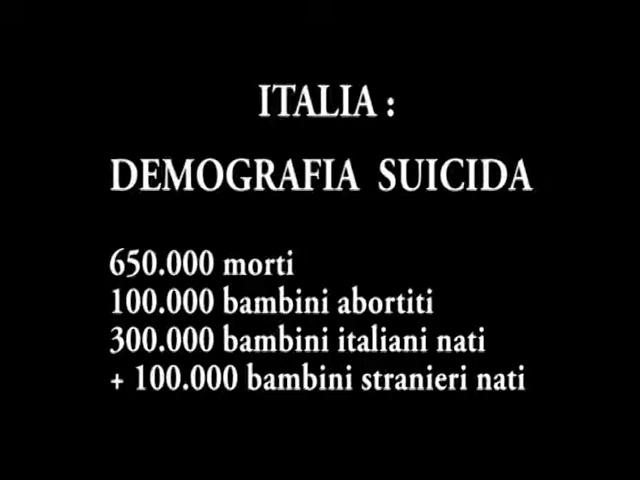 ITALIA :
DEMOGRAFIA SUICIDA
650.000 morti
100.000 bambini abortiti
300.000 bambini italiani nati
+ 100.000 bambini stranieri nati